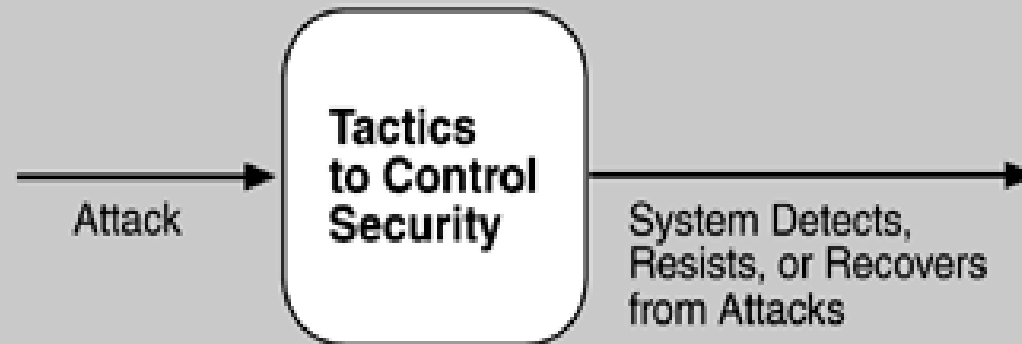 Attack
Tactics
to Control
Security
System Detects,
Resists, or Recovers
from Attacks